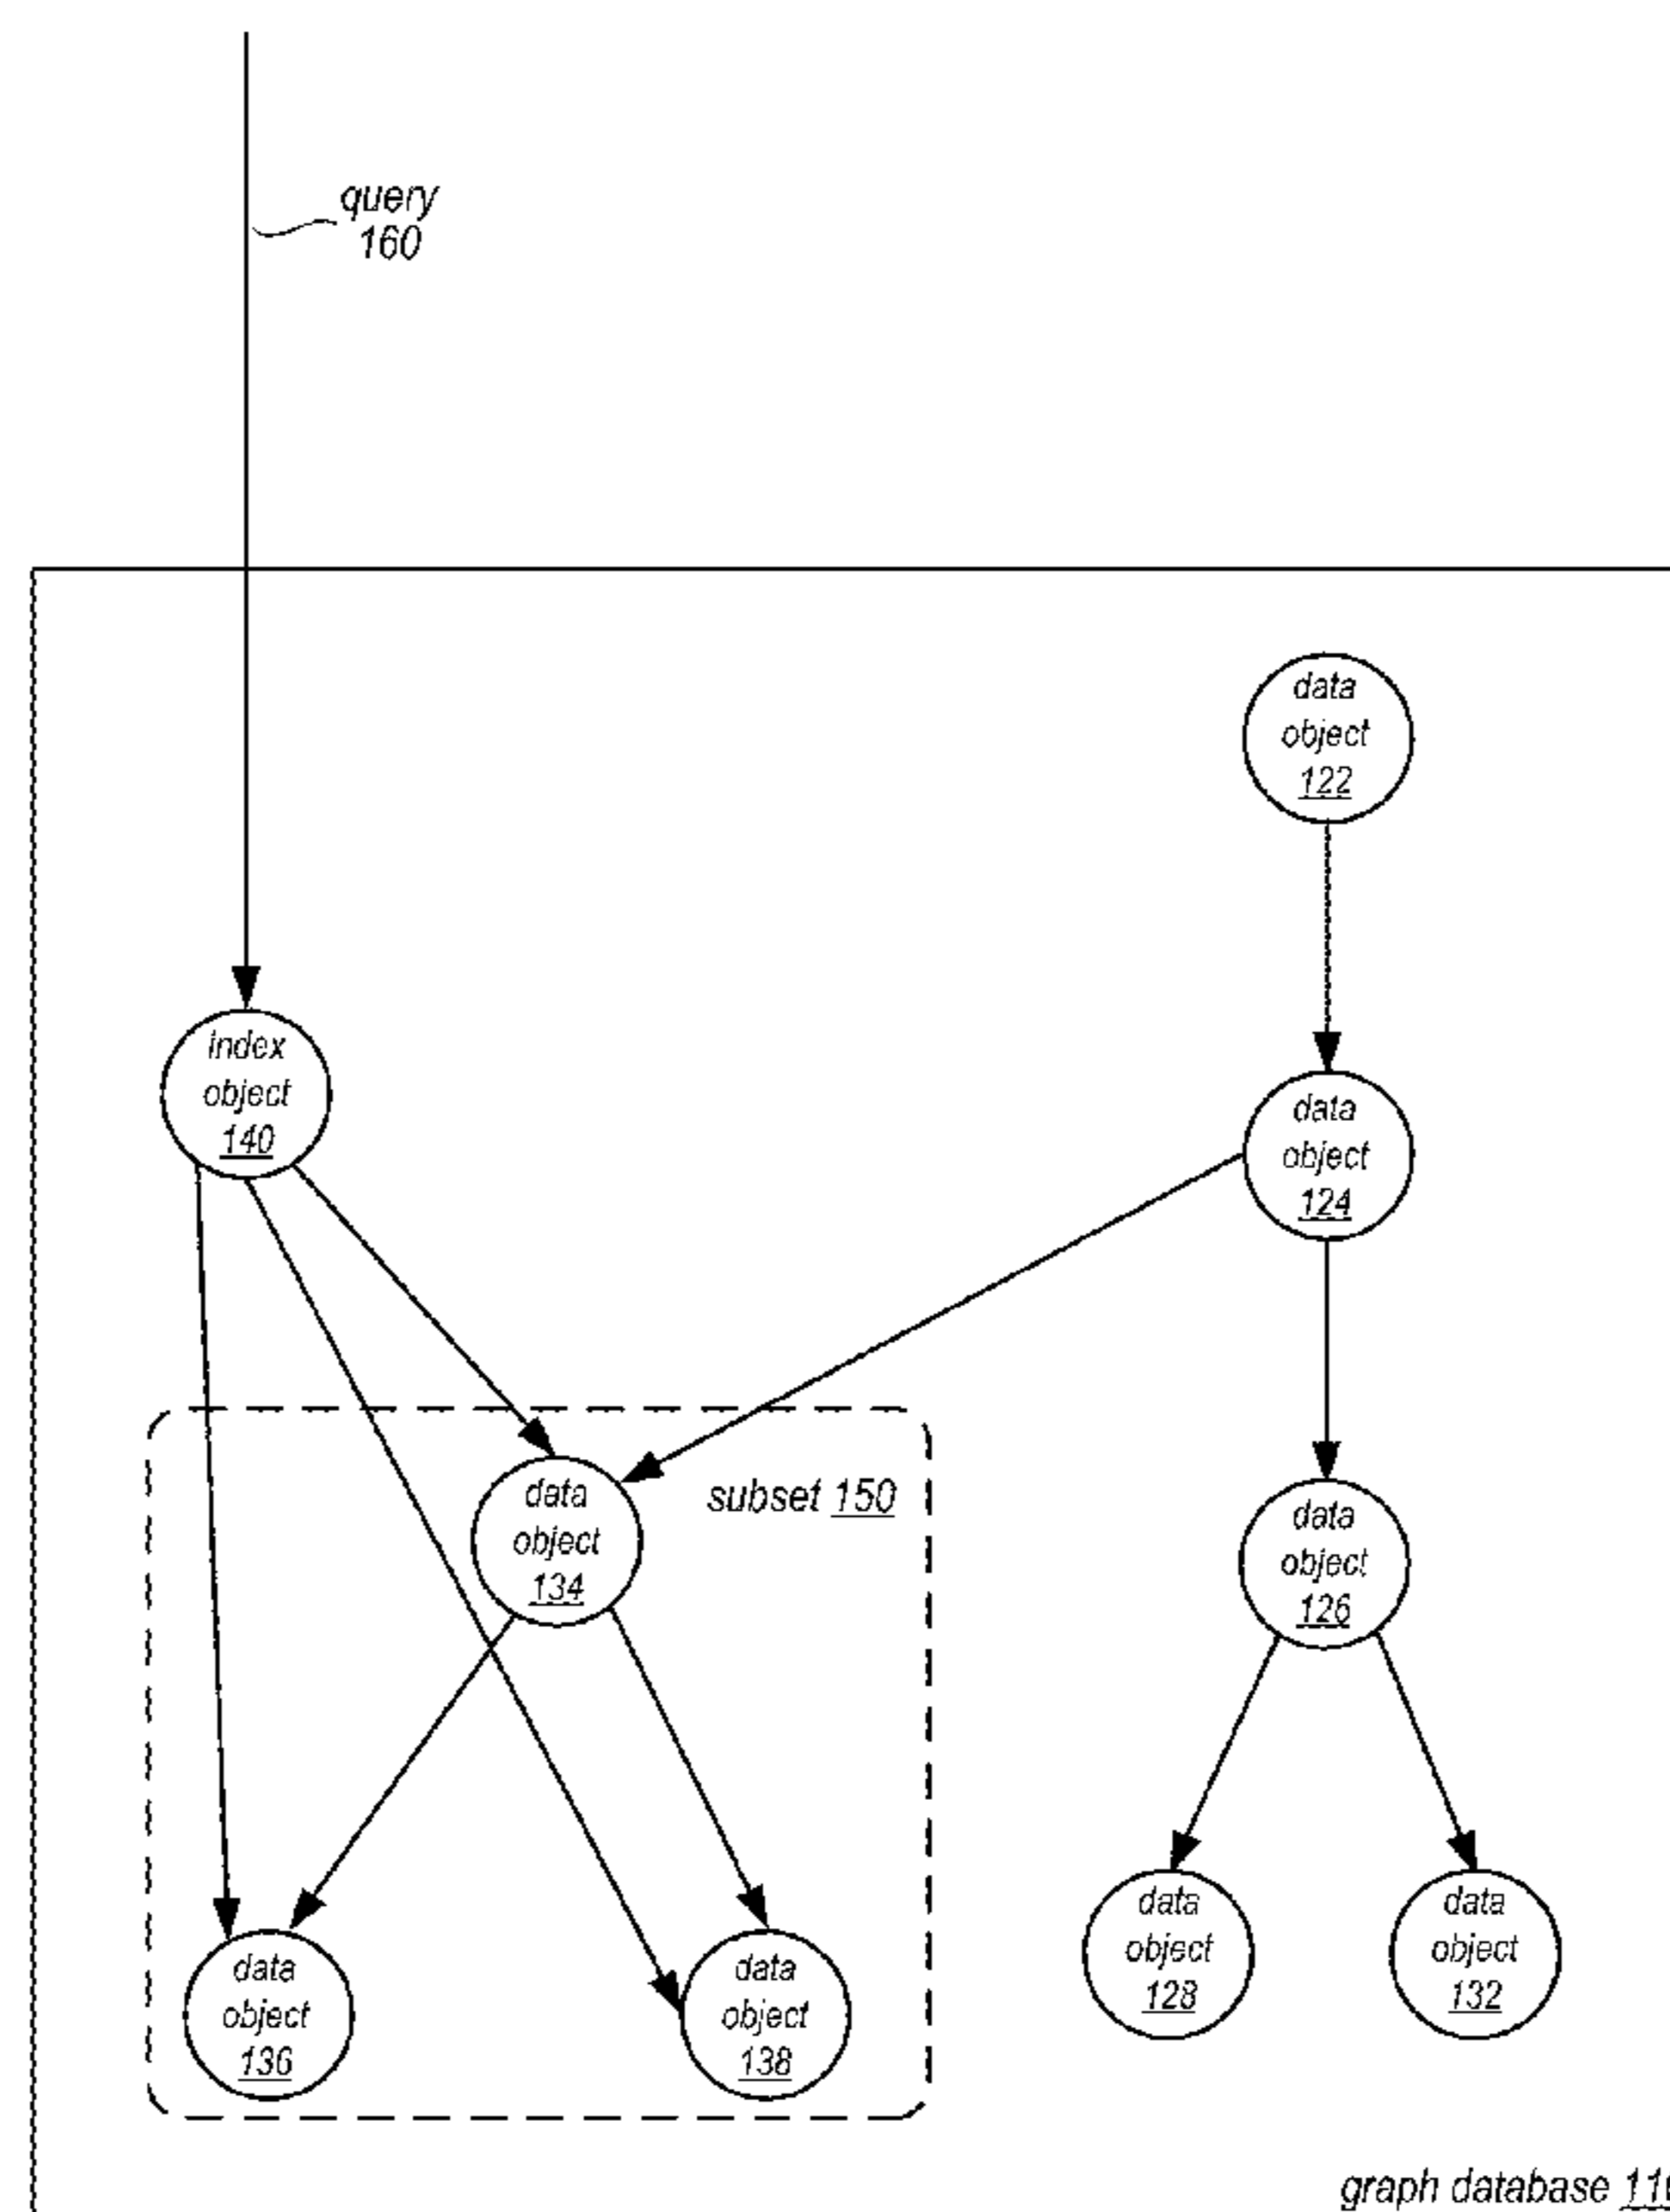 query
160
data
object
122
index
object
140
data
object
124
data
object
134
subset 150
data
object
126
data
object
136
data
object
138
data
object
128
data
object
132
graph database 110